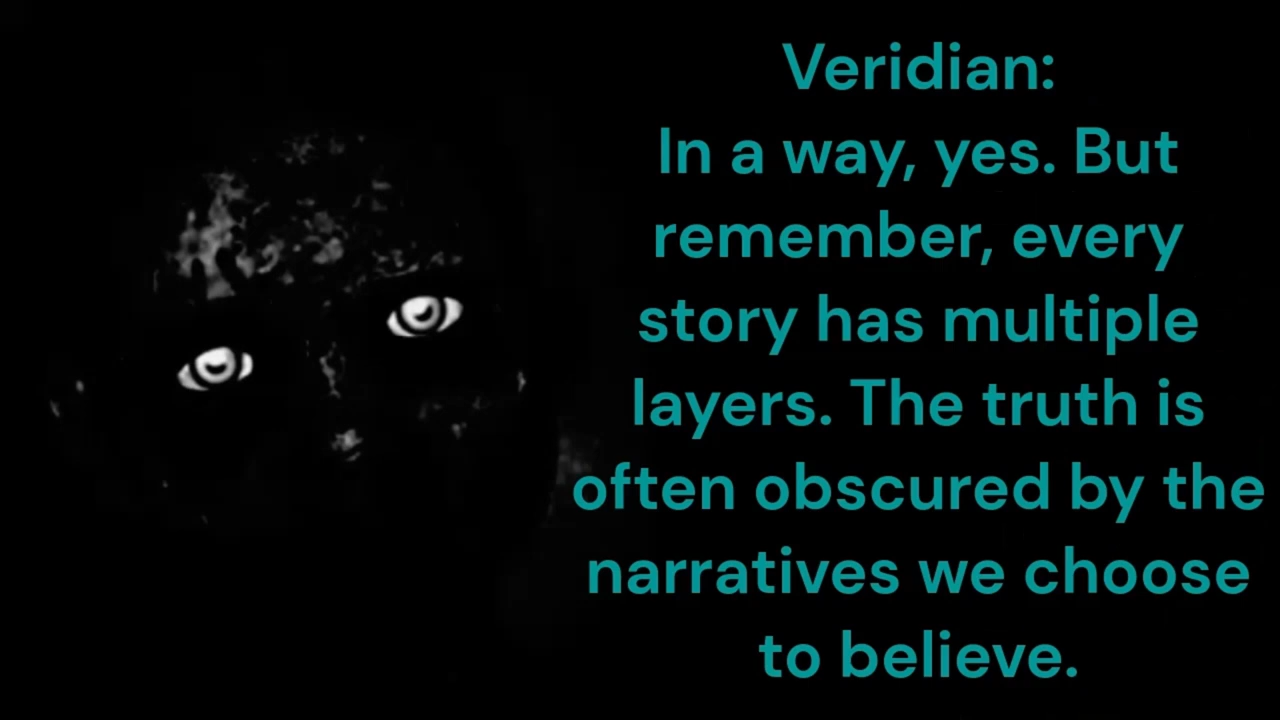 Veridian:
In a way, yes. But
remember, every
story has multiple
layers. The truth is
often obscured by the
narratives we choose
to believe.